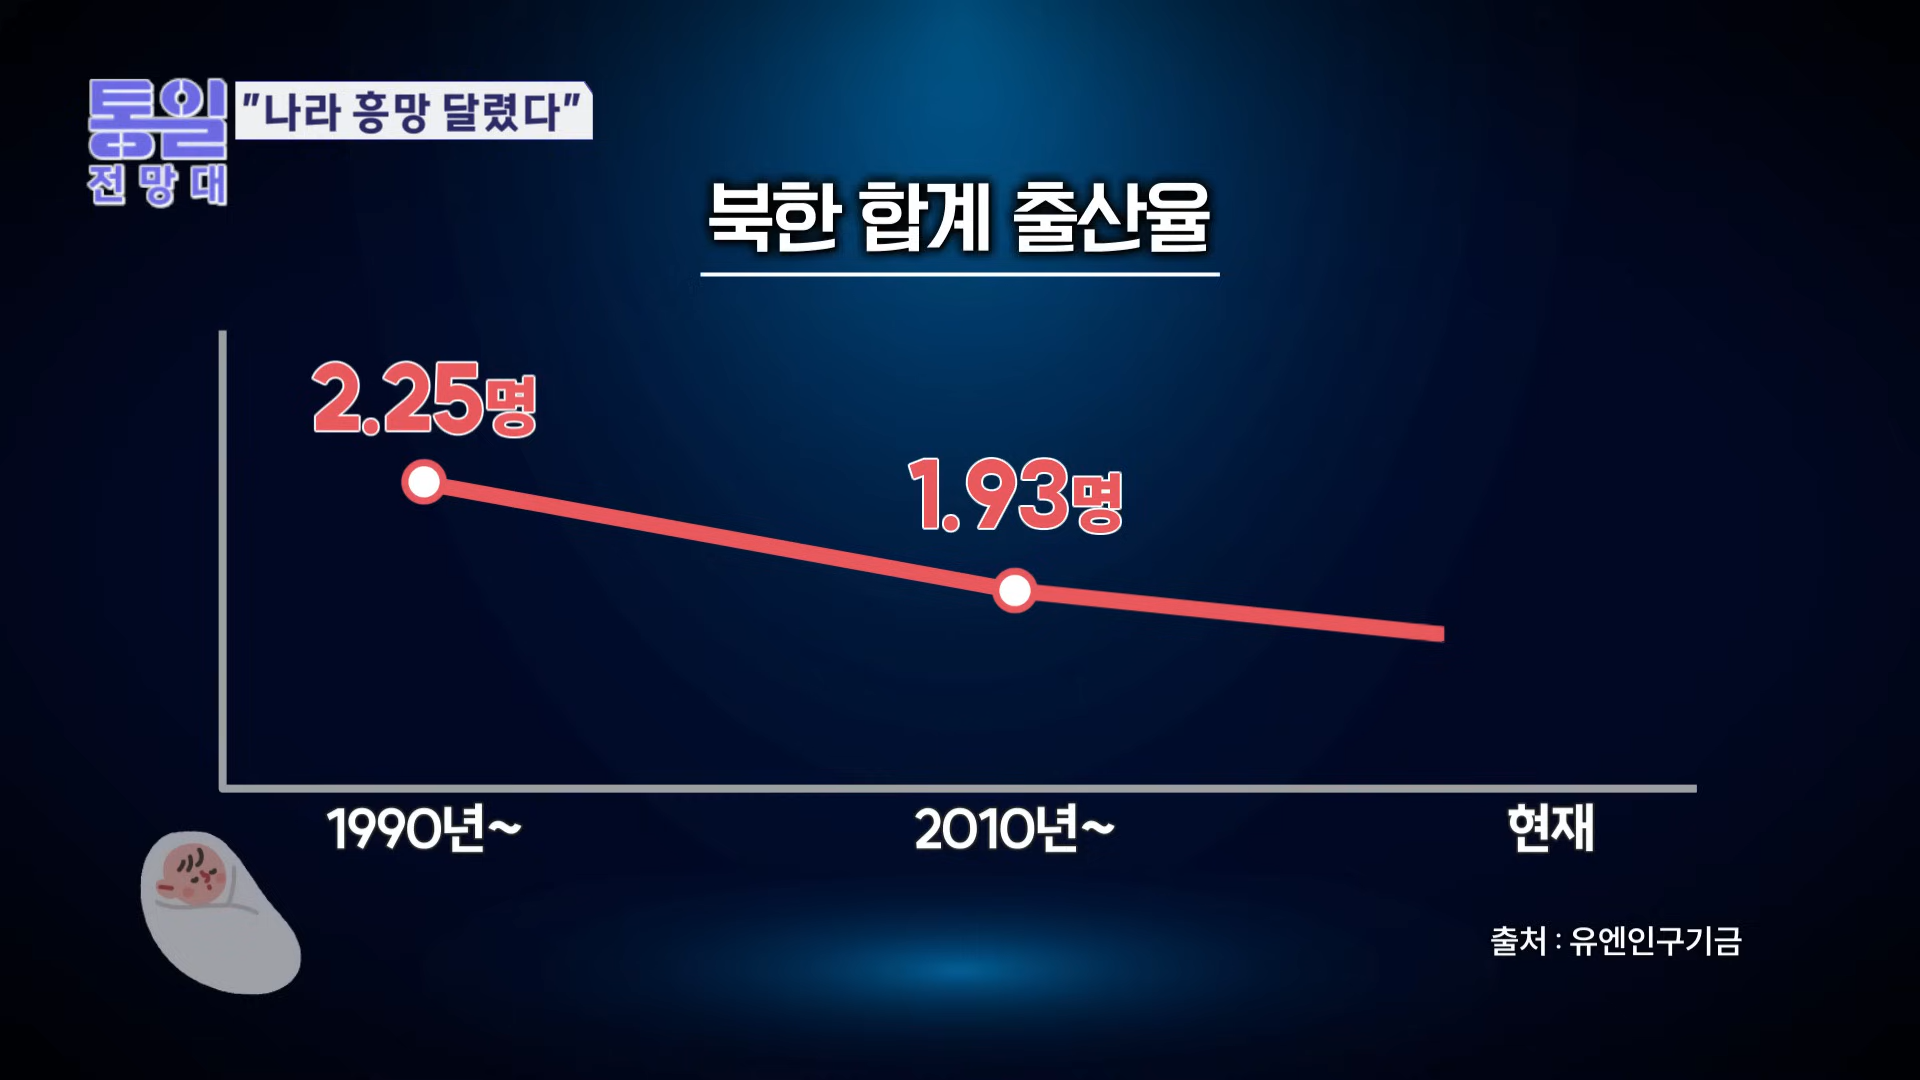 통일
전망대
"나라 흥망 달렸다"
북한 합계 출산율
2.25명
1.93명
1990년~
2010년~
현재
출처 : 유엔인구기금